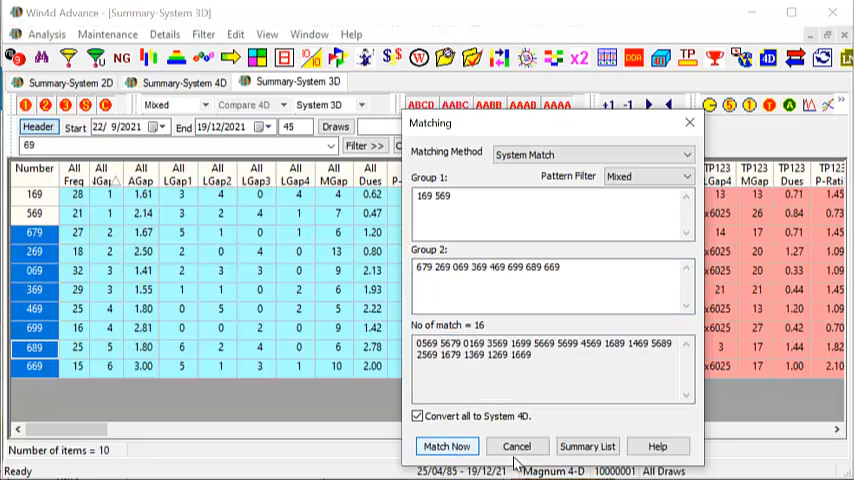 Win4d Advance - [Summary-System 3D]
Analysis Maintenance Details Filter Edit View Window Help
NG 10/10 $$ W x2 DDR 4D TP
Summary-System 2D Summary-System 4D Summary-System 3D
1 2 3 S C Mixed Compare 4D System 3D ABCD AABC AABB AAAB AAAA +1 -1
Header Start 22/ 9/2021 End 19/12/2021 45 Draws
69 Filter >>
Number All Freq All All AGap All LGap1 All LGap2 All LGap3 All LGap4 All MGap All Dues TP123 LGap4 TP123 MGap TP123 Dues TP123
169 28 1 1.61 3 4 0 4 4 0.62 13 13 0.71 1.45
569 21 1 2.14 3 2 4 1 7 0.47 x6025 26 0.84 0.73
679 27 2 1.67 5 1 0 1 6 1.20 14 17 0.71 1.45
269 18 2 2.50 2 0 4 0 13 0.80 x6025 20 1.27 1.09
069 32 3 1.41 2 3 3 0 9 2.13 x6025 20 0.33 1.09
369 29 3 1.55 1 1 0 2 6 1.93 21 21 0.44 1.45
469 25 4 1.80 0 5 0 2 5 2.22 x6025 13 1.20 1.09
699 16 4 2.81 0 0 2 0 9 1.42 x6025 27 0.42 0.70
689 25 5 1.80 6 2 4 0 6 2.78 3 17 1.44 1.82
669 15 6 3.00 5 1 3 1 10 2.00 x6025 17 1.00 2.10
Matching
Matching Method System Match
Group 1: Pattern Filter Mixed
169 569
Group 2:
679 269 069 369 469 699 689 669
No of match = 16
0569 5679 0169 3569 1699 5669 5699 4569 1689 1469 5689
2569 1679 1369 1269 1669
Convert all to System 4D.
Match Now Cancel Summary List Help
Number of items = 10
Ready 25/04/85 - 19/12/21 Magnum 4-D 10000001 All Draws